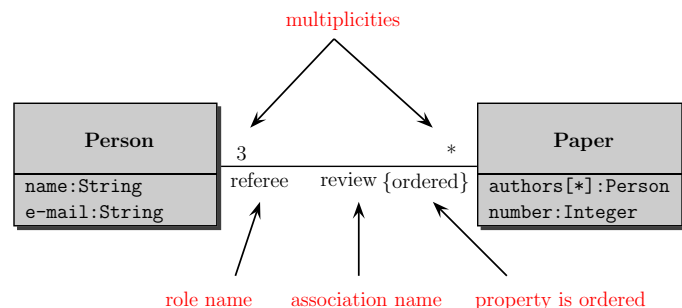 multiplicities
Person
Paper
3
*
referee
review
{ordered}
name:String
e-mail:String
authors[*]:Person
number:Integer
role name
association name
property is ordered